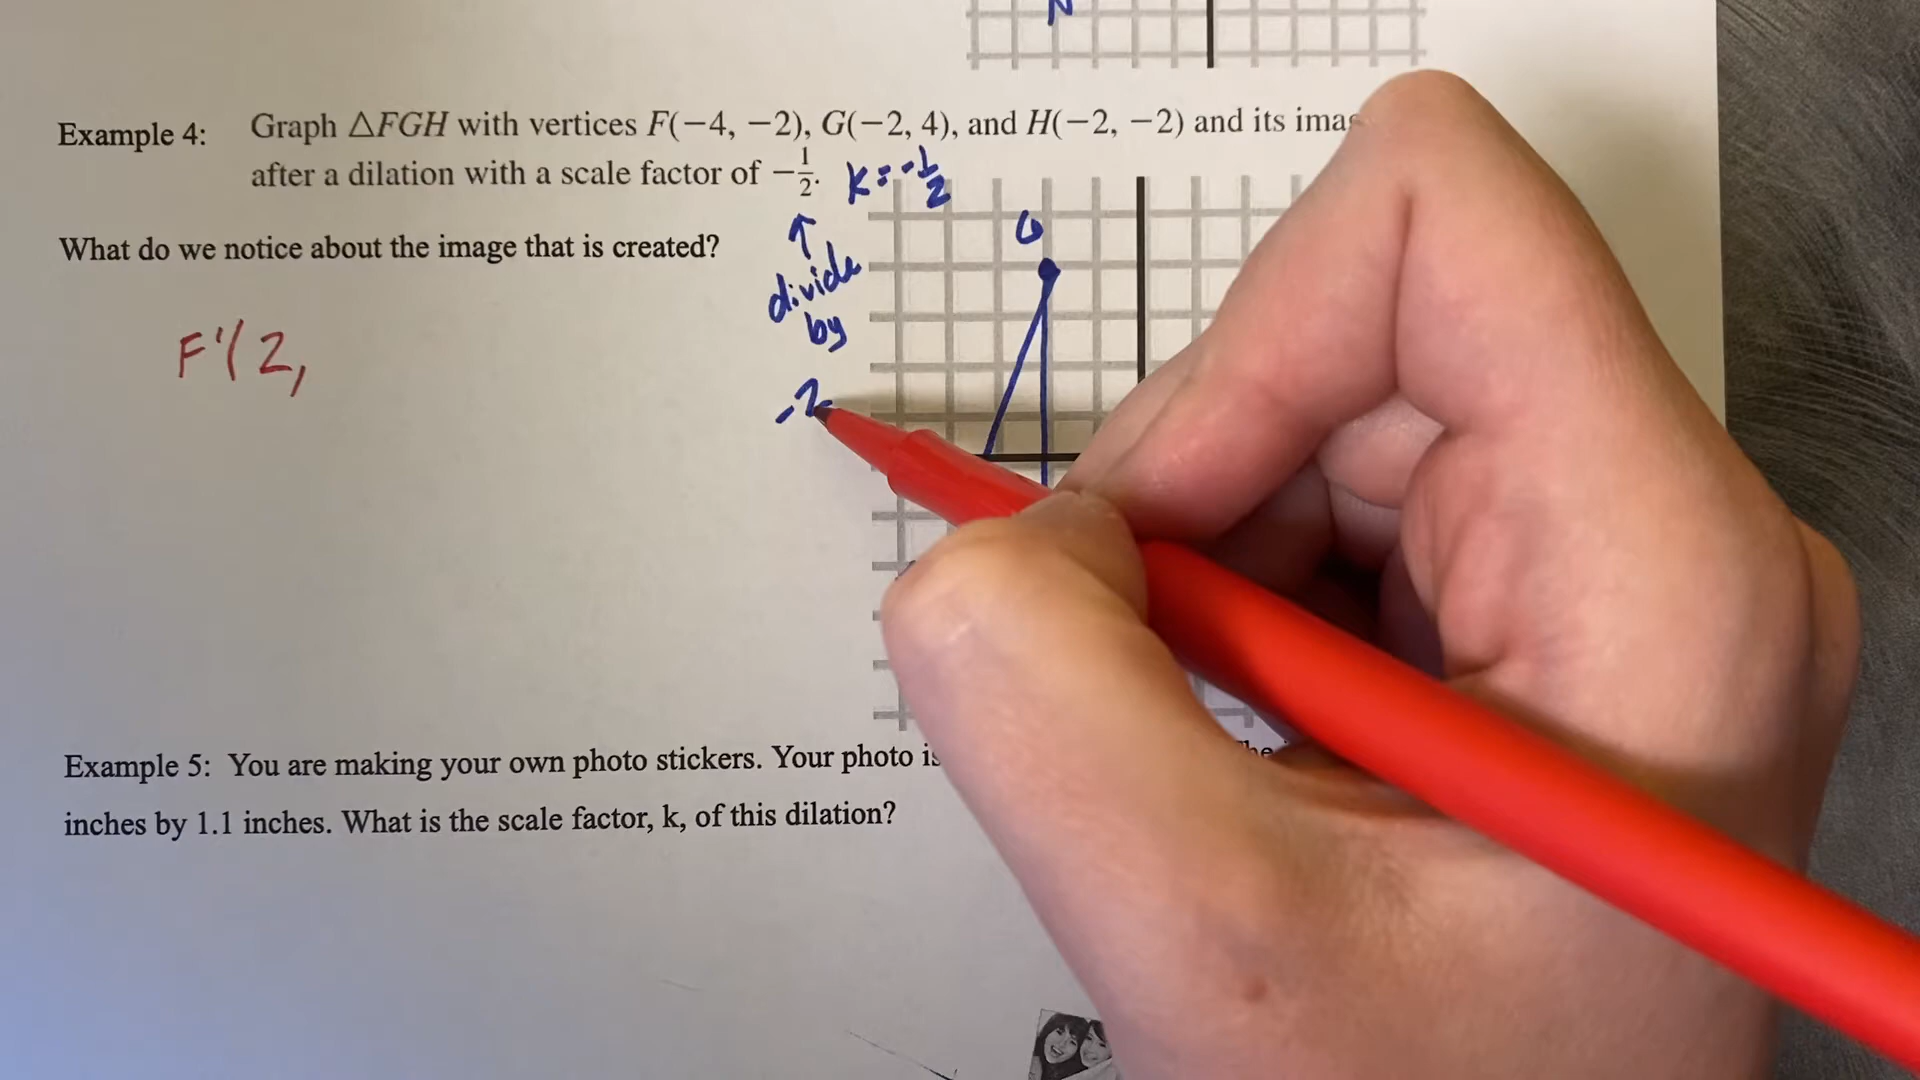 N
Example 4: Graph △FGH with vertices F(−4, −2), G(−2, 4), and H(−2, −2) and its
after a dilation with a scale factor of −1/2. k=-1/2
What do we notice about the image that is created?
G
divide
by
-2
F'(2,
Example 5: You are making your own photo stickers. Your photo is
inches by 1.1 inches. What is the scale factor, k, of this dilation?